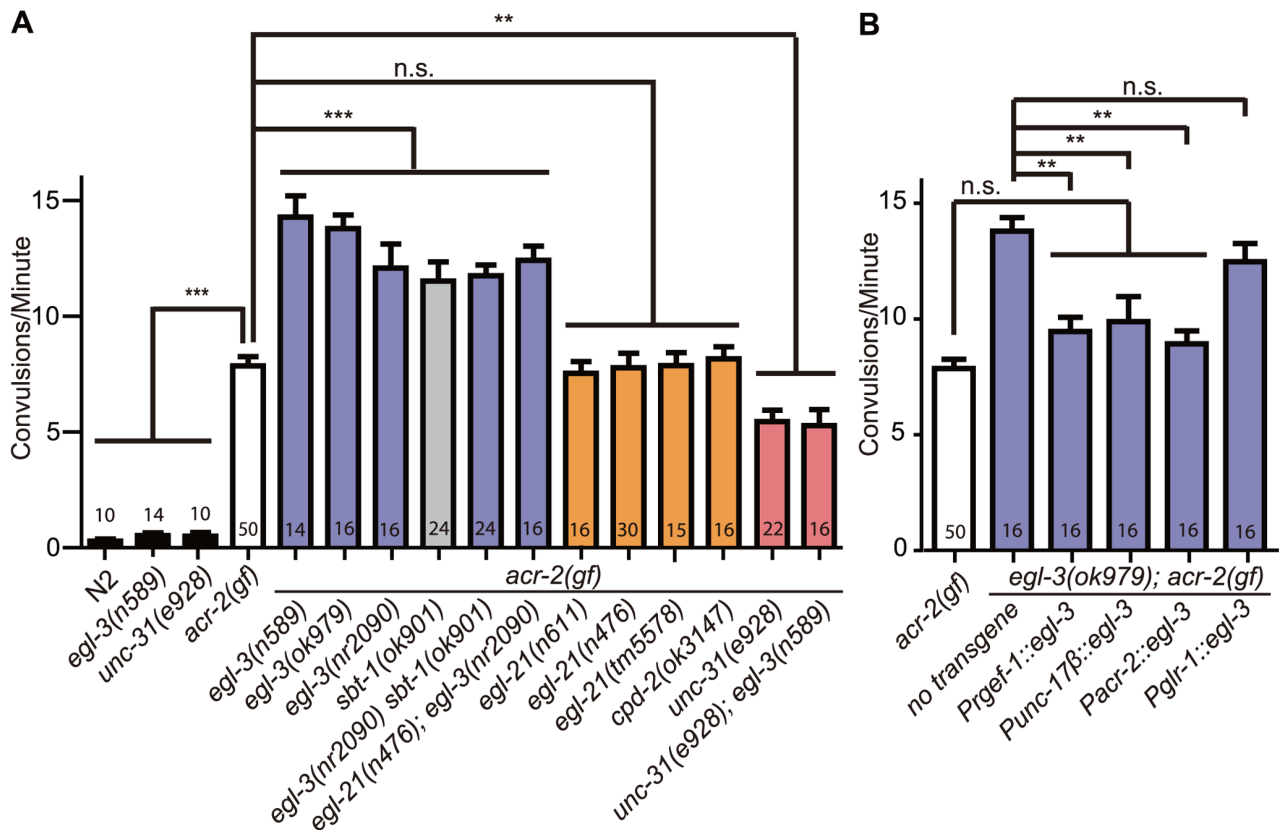 A
**
n.s.
***
***
Convulsions/Minute
15
10
5
0
10
14
10
50
14
16
16
24
24
16
16
30
15
16
22
16
N2
egl-3(n589)
unc-31(e928)
acr-2(gf)
acr-2(gf)
egl-3(n589)
egl-3(ok979)
egl-3(nr2090)
sbt-1(ok901)
egl-3(nr2090) sbt-1(ok901)
egl-21(n476); egl-3(nr2090)
egl-21(n611)
egl-21(n476)
egl-21(tm5578)
cpd-2(ok3147)
unc-31(e928)
unc-31(e928); egl-3(n589)
B
n.s.
**
**
**
n.s.
Convulsions/Minute
15
10
5
0
50
16
16
16
16
16
acr-2(gf)
egl-3(ok979); acr-2(gf)
no transgene
Prgef-1::egl-3
Punc-17β::egl-3
Pacr-2::egl-3
Pglr-1::egl-3